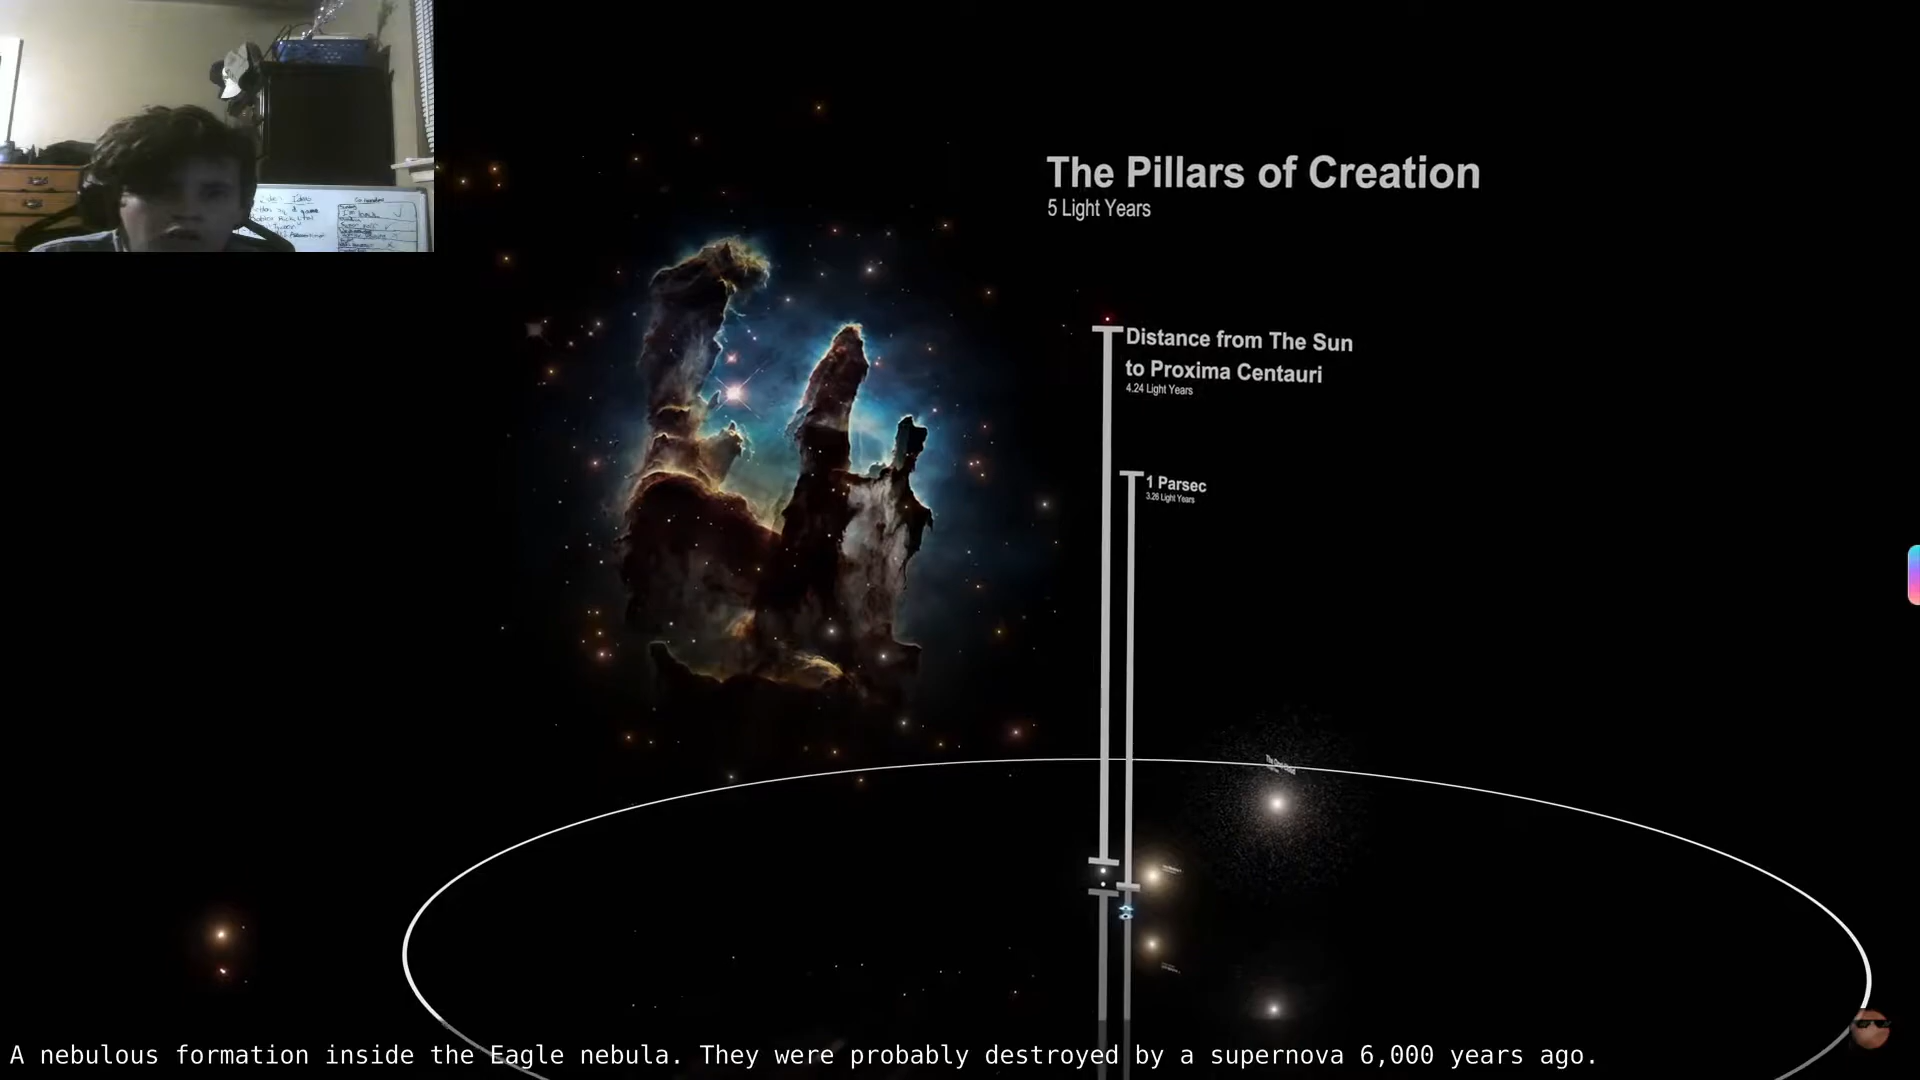 The Pillars of Creation
5 Light Years
Distance from The Sun
to Proxima Centauri
4.24 Light Years
1 Parsec
3.26 Light Years
A nebulous formation inside the Eagle nebula. They were probably destroyed by a supernova 6,000 years ago.